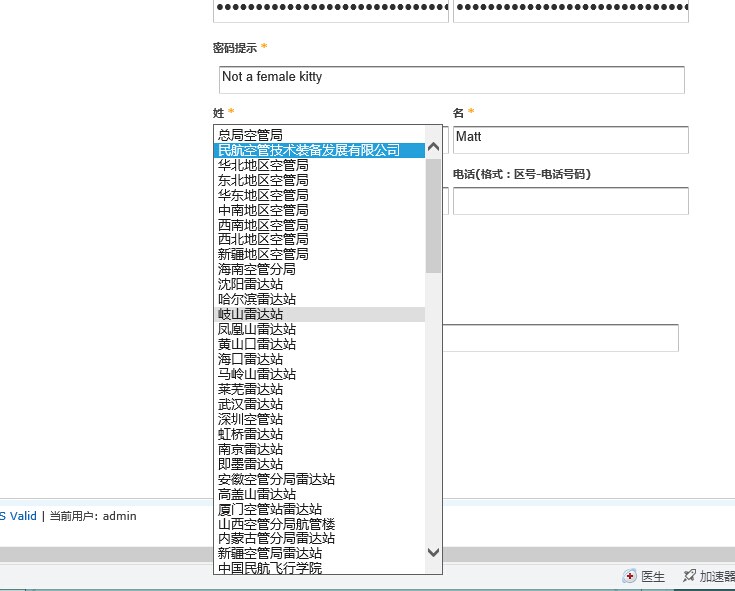 密码提示 *
Not a female kitty
姓 *
名 *
Matt
电话(格式：区号-电话号码)
总局空管局
民航空管技术装备发展有限公司
华北地区空管局
东北地区空管局
华东地区空管局
中南地区空管局
西南地区空管局
西北地区空管局
新疆地区空管局
海南空管分局
沈阳雷达站
哈尔滨雷达站
岐山雷达站
凤凰山雷达站
黄山口雷达站
海口雷达站
马岭山雷达站
莱芜雷达站
武汉雷达站
深圳空管站
虹桥雷达站
南京雷达站
即墨雷达站
安徽空管分局雷达站
高盖山雷达站
厦门空管站雷达站
山西空管分局航管楼
内蒙古管分局雷达站
新疆空管局雷达站
中国民航飞行学院
S Valid | 当前用户: admin
医生
加速器